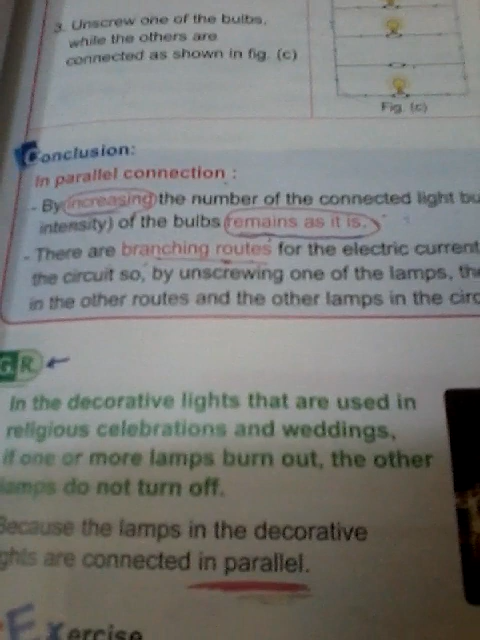 3. Unscrew one of the bulbs,
while the others are
connected as shown in fig. (c)
Fig. (c)
Conclusion:
In parallel connection :
- By increasing the number of the connected light
intensity) of the bulbs remains as it is.
- There are branching routes for the electric current
the circuit so, by unscrewing one of the lamps,
in the other routes and the other lamps in the
GR
In the decorative lights that are used in
religious celebrations and weddings,
if one or more lamps burn out, the other
lamps do not turn off.
Because the lamps in the decorative
are connected in parallel.
Exercise